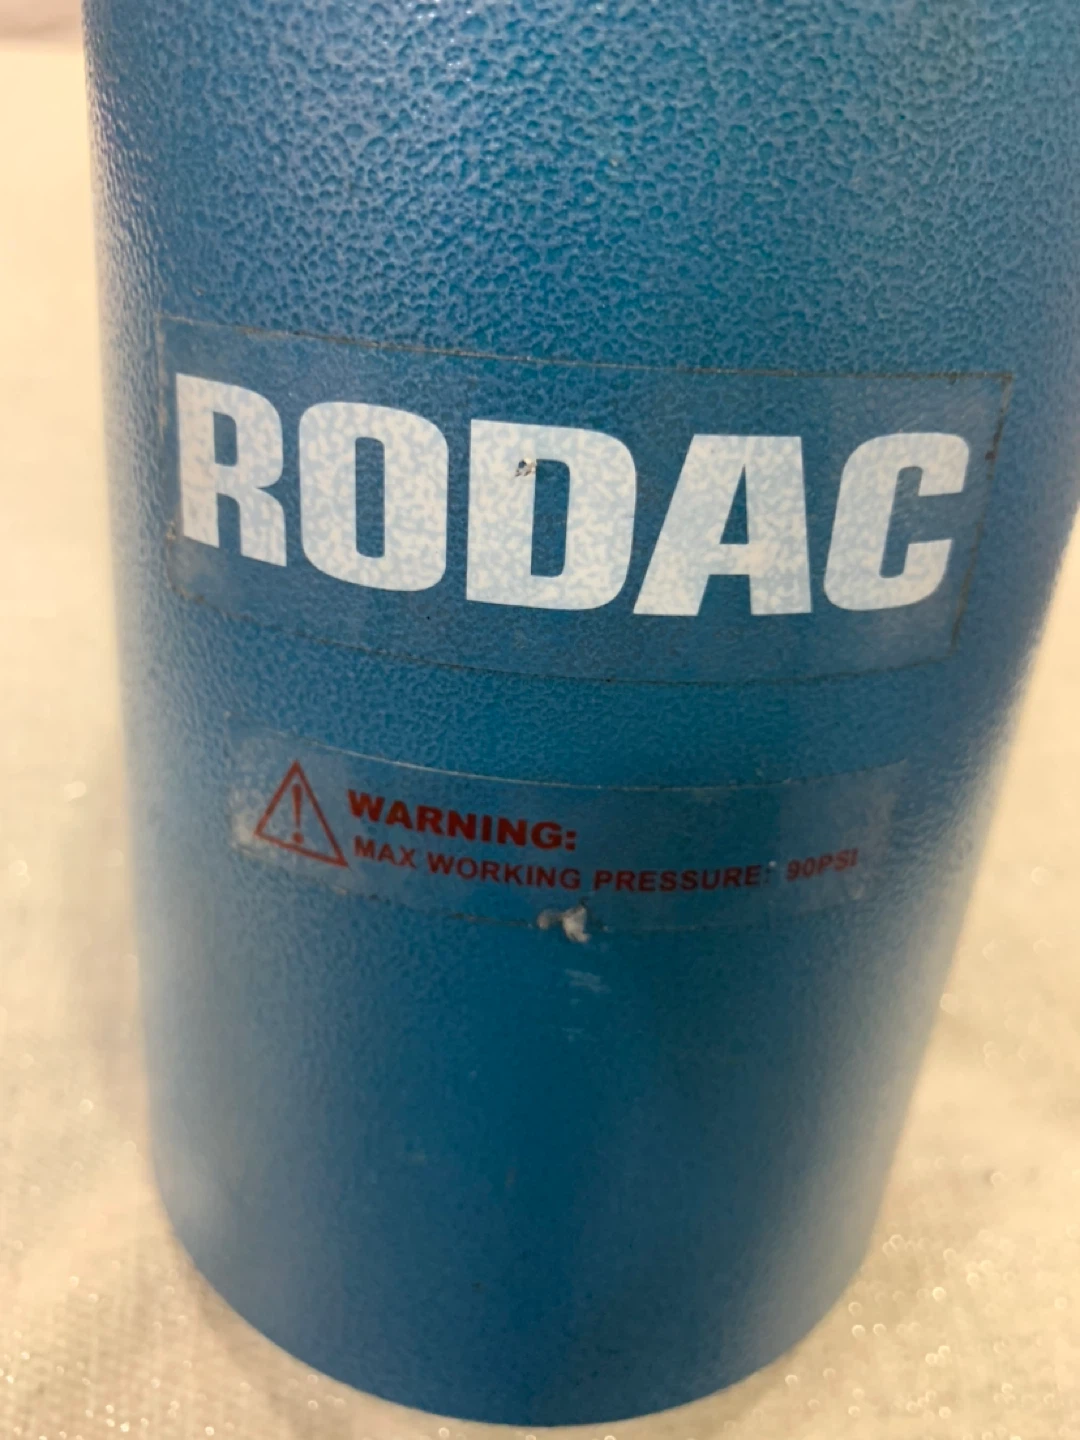 RODAC
WARNING:
MAX WORKING PRESSURE: 90PSI